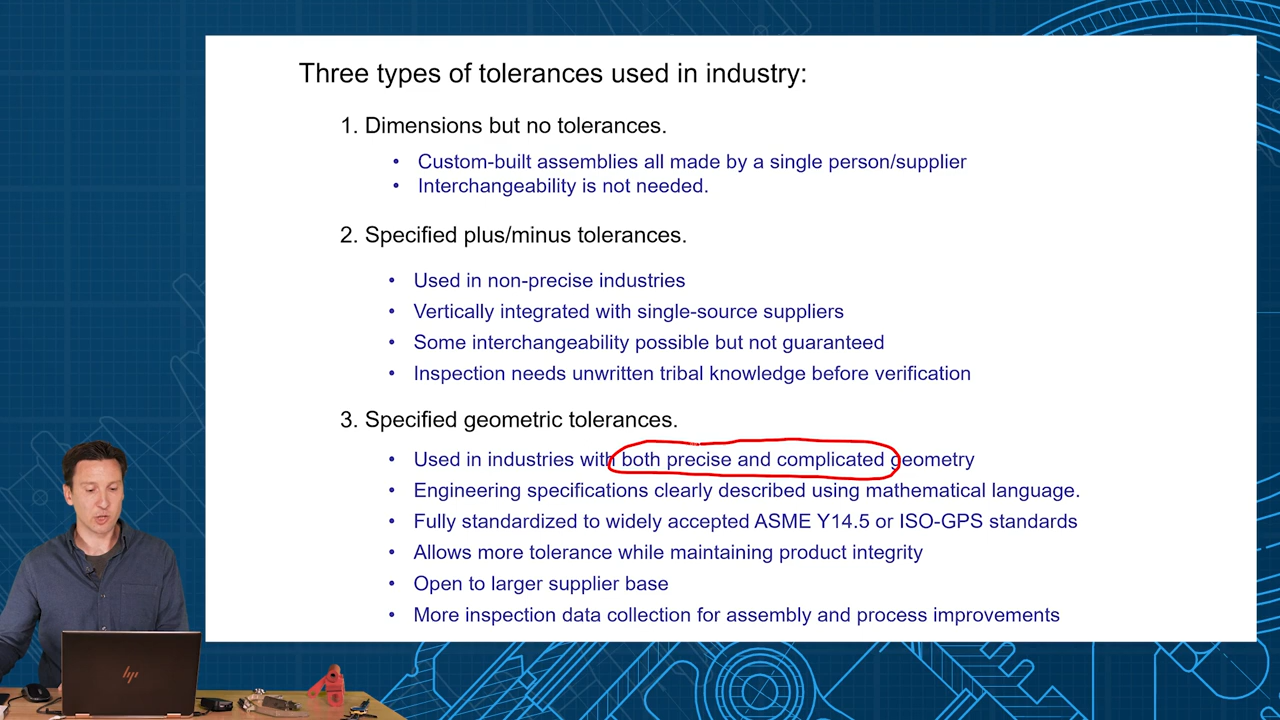 Three types of tolerances used in industry:
1. Dimensions but no tolerances.
• Custom-built assemblies all made by a single person/supplier
• Interchangeability is not needed.
2. Specified plus/minus tolerances.
• Used in non-precise industries
• Vertically integrated with single-source suppliers
• Some interchangeability possible but not guaranteed
• Inspection needs unwritten tribal knowledge before verification
3. Specified geometric tolerances.
• Used in industries with both precise and complicated geometry
• Engineering specifications clearly described using mathematical language.
• Fully standardized to widely accepted ASME Y14.5 or ISO-GPS standards
• Allows more tolerance while maintaining product integrity
• Open to larger supplier base
• More inspection data collection for assembly and process improvements
hp